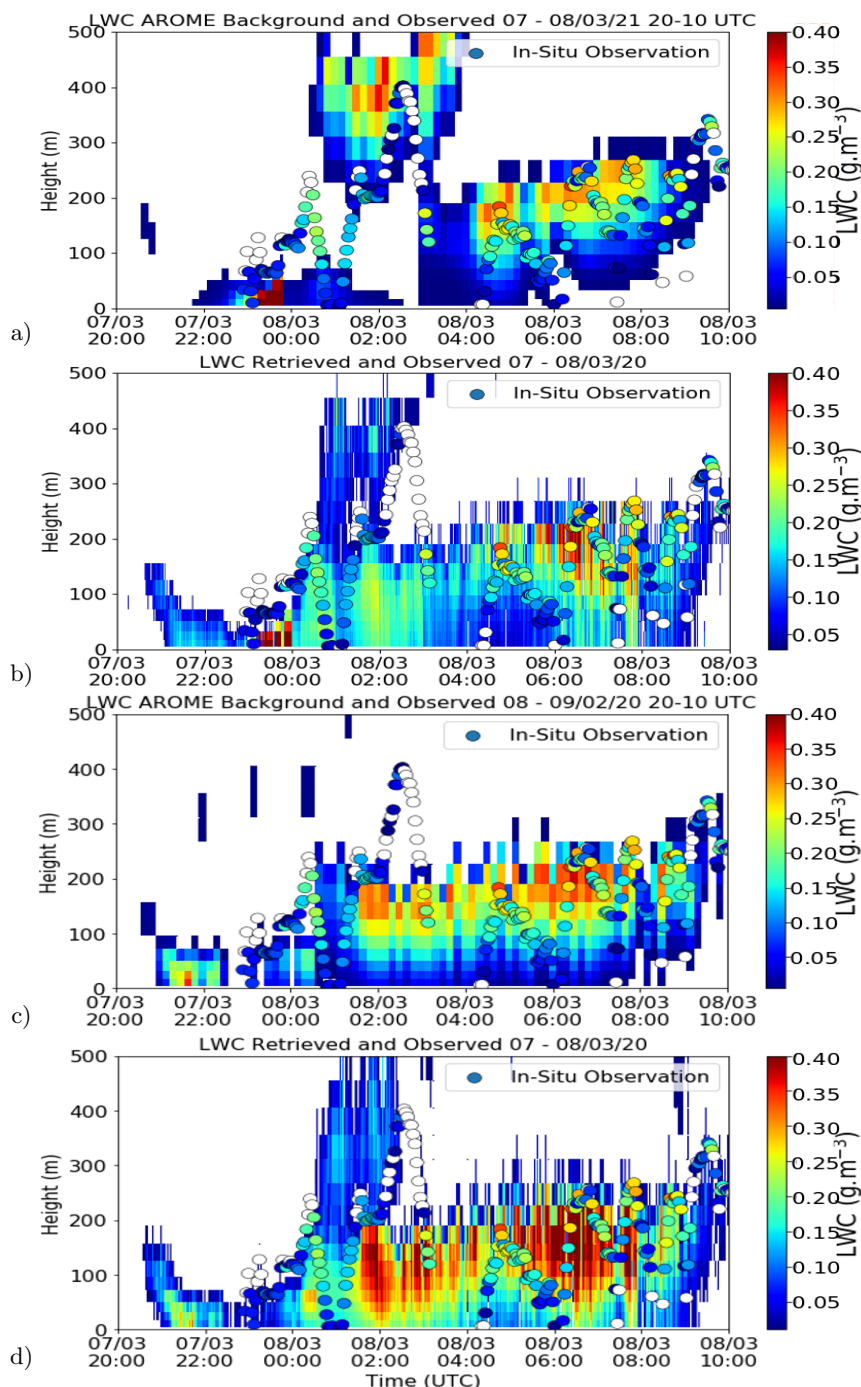 LWC AROME Background and Observed 07 - 08/03/21 20-10 UTC
500
400
300
200
100
0
Height (m)
In-Situ Observation
0.40
0.30
0.25
0.20
0.15
0.10
0.05
LWC (g.m⁻³)
07/03 07/03 08/03 08/03 08/03 08/03 08/03 08/03
20:00 22:00 00:00 02:00 04:00 06:00 08:00 10:00
a)
LWC Retrieved and Observed 07 - 08/03/20
500
400
300
200
100
0
Height (m)
In-Situ Observation
0.40
0.30
0.25
0.20
0.15
0.10
0.05
LWC (g.m⁻³)
07/03 07/03 08/03 08/03 08/03 08/03 08/03 08/03
20:00 22:00 00:00 02:00 04:00 06:00 08:00 10:00
b)
LWC AROME Background and Observed 08 - 09/02/20 20-10 UTC
500
400
300
200
100
0
Height (m)
In-Situ Observation
0.40
0.30
0.25
0.20
0.15
0.10
0.05
LWC (g.m⁻³)
07/03 07/03 08/03 08/03 08/03 08/03 08/03 08/03
20:00 22:00 00:00 02:00 04:00 06:00 08:00 10:00
c)
LWC Retrieved and Observed 07 - 08/03/20
500
400
300
200
100
0
Height (m)
In-Situ Observation
0.40
0.30
0.25
0.20
0.15
0.10
0.05
LWC (g.m⁻³)
07/03 07/03 08/03 08/03 08/03 08/03 08/03 08/03
20:00 22:00 00:00 02:00 04:00 06:00 08:00 10:00
d)
Time (UTC)